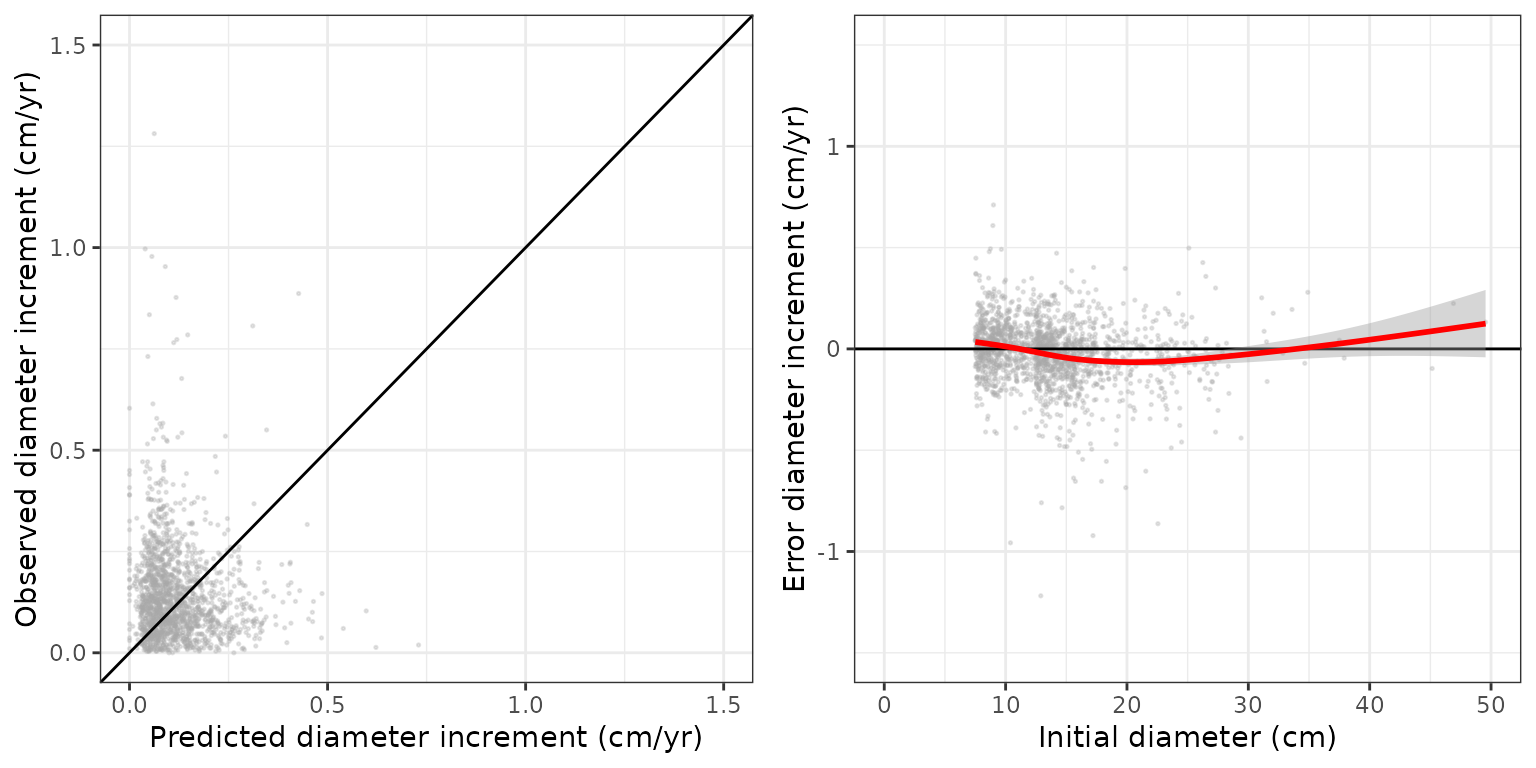 Observed diameter increment (cm/yr)
1.5
1.0
0.5
0.0
0.0 0.5 1.0 1.5
Predicted diameter increment (cm/yr)
Error diameter increment (cm/yr)
1
0
-1
0 10 20 30 40 50
Initial diameter (cm)